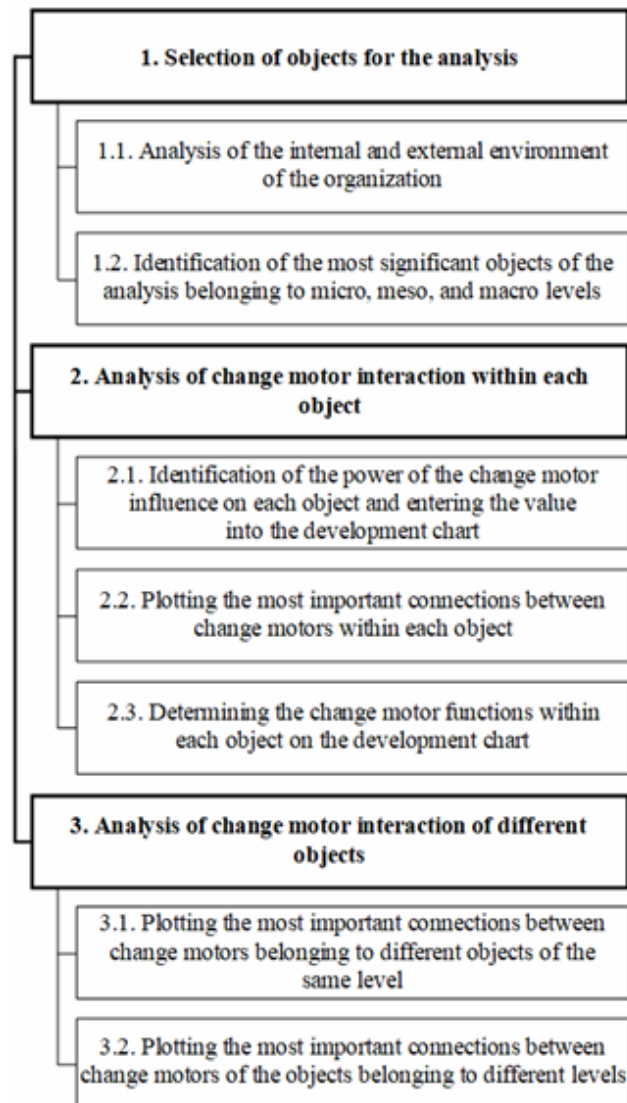 1. Selection of objects for the analysis
1.1. Analysis of the internal and external environment
of the organization
1.2. Identification of the most significant objects of the
analysis belonging to micro, meso, and macro levels
2. Analysis of change motor interaction within each
object
2.1. Identification of the power of the change motor
influence on each object and entering the value
into the development chart
2.2. Plotting the most important connections between
change motors within each object
2.3. Determining the change motor functions within
each object on the development chart
3. Analysis of change motor interaction of different
objects
3.1. Plotting the most important connections between
change motors belonging to different objects of the
same level
3.2. Plotting the most important connections between
change motors of the objects belonging to different levels